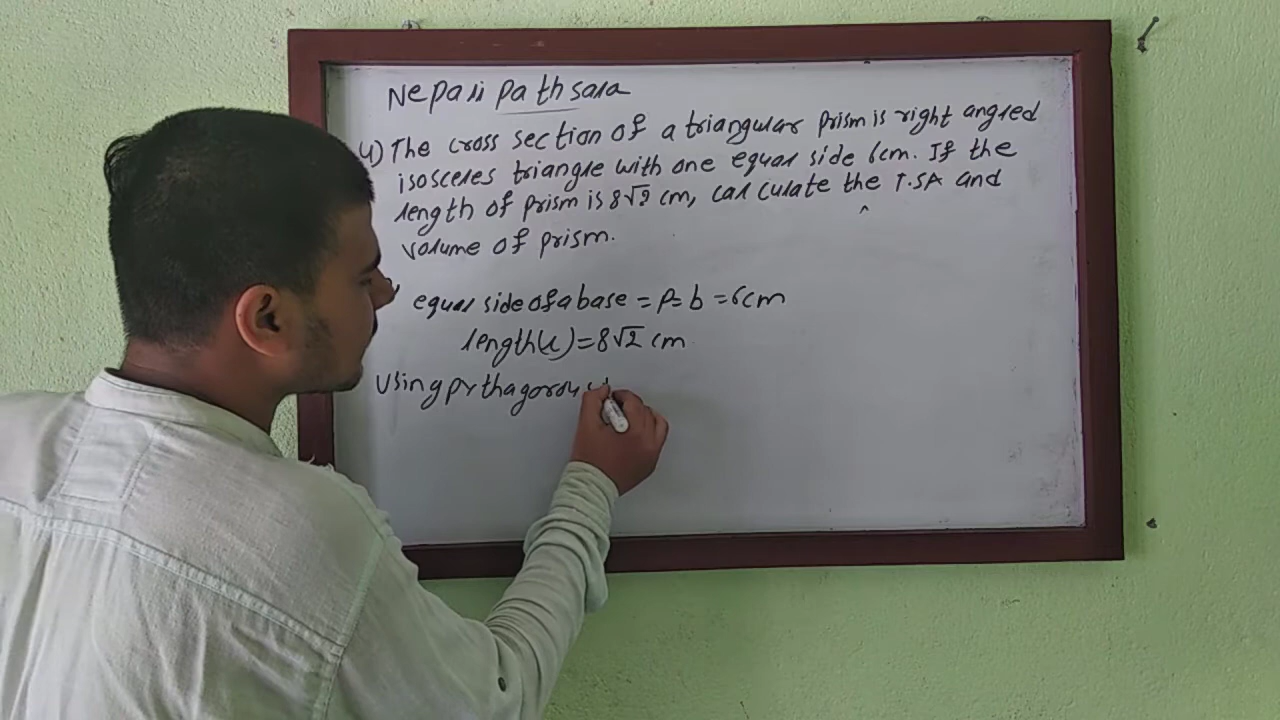 Nepali pathsala
4) The cross section of a triangular prism is right angled
isosceles triangle with one equal side 6cm. If the
length of prism is 8√2 cm, calculate the T.SA and
volume of prism.
equal side of a base = p= b = 6cm
length(l) = 8√2 cm
Using pythagorou